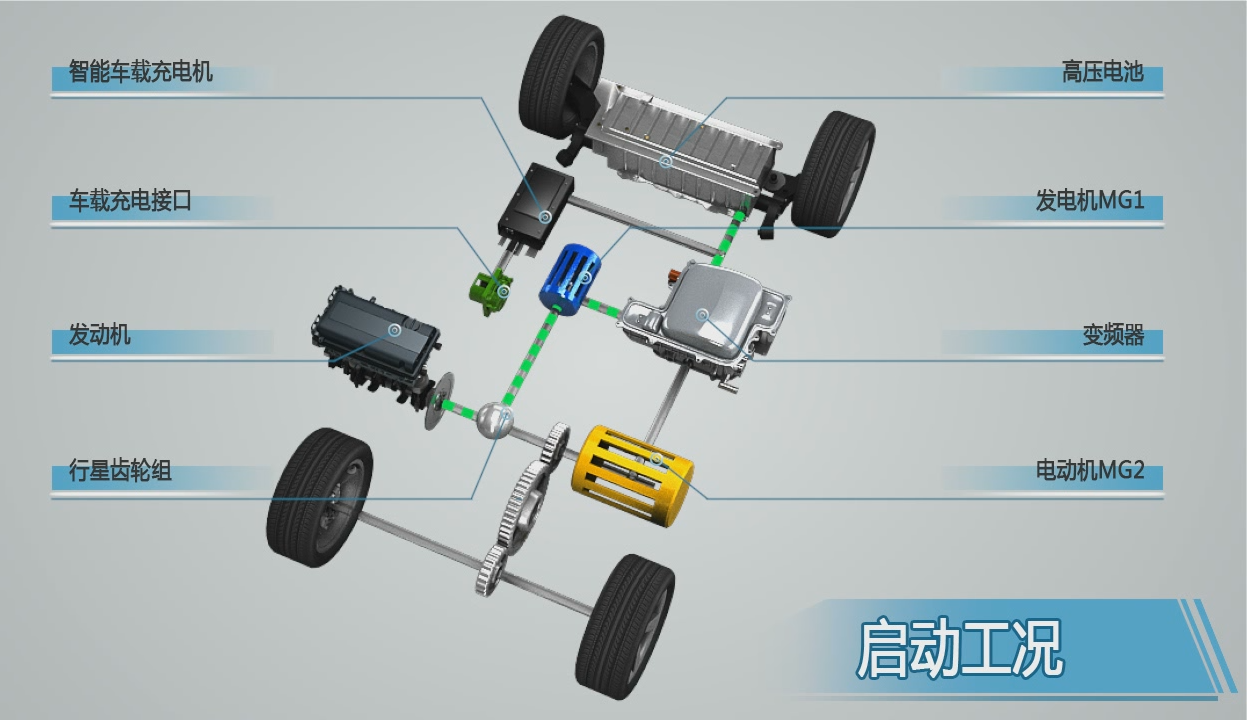 智能车载充电机
高压电池
车载充电接口
发电机MG1
发动机
变频器
行星齿轮组
电动机MG2
启动工况